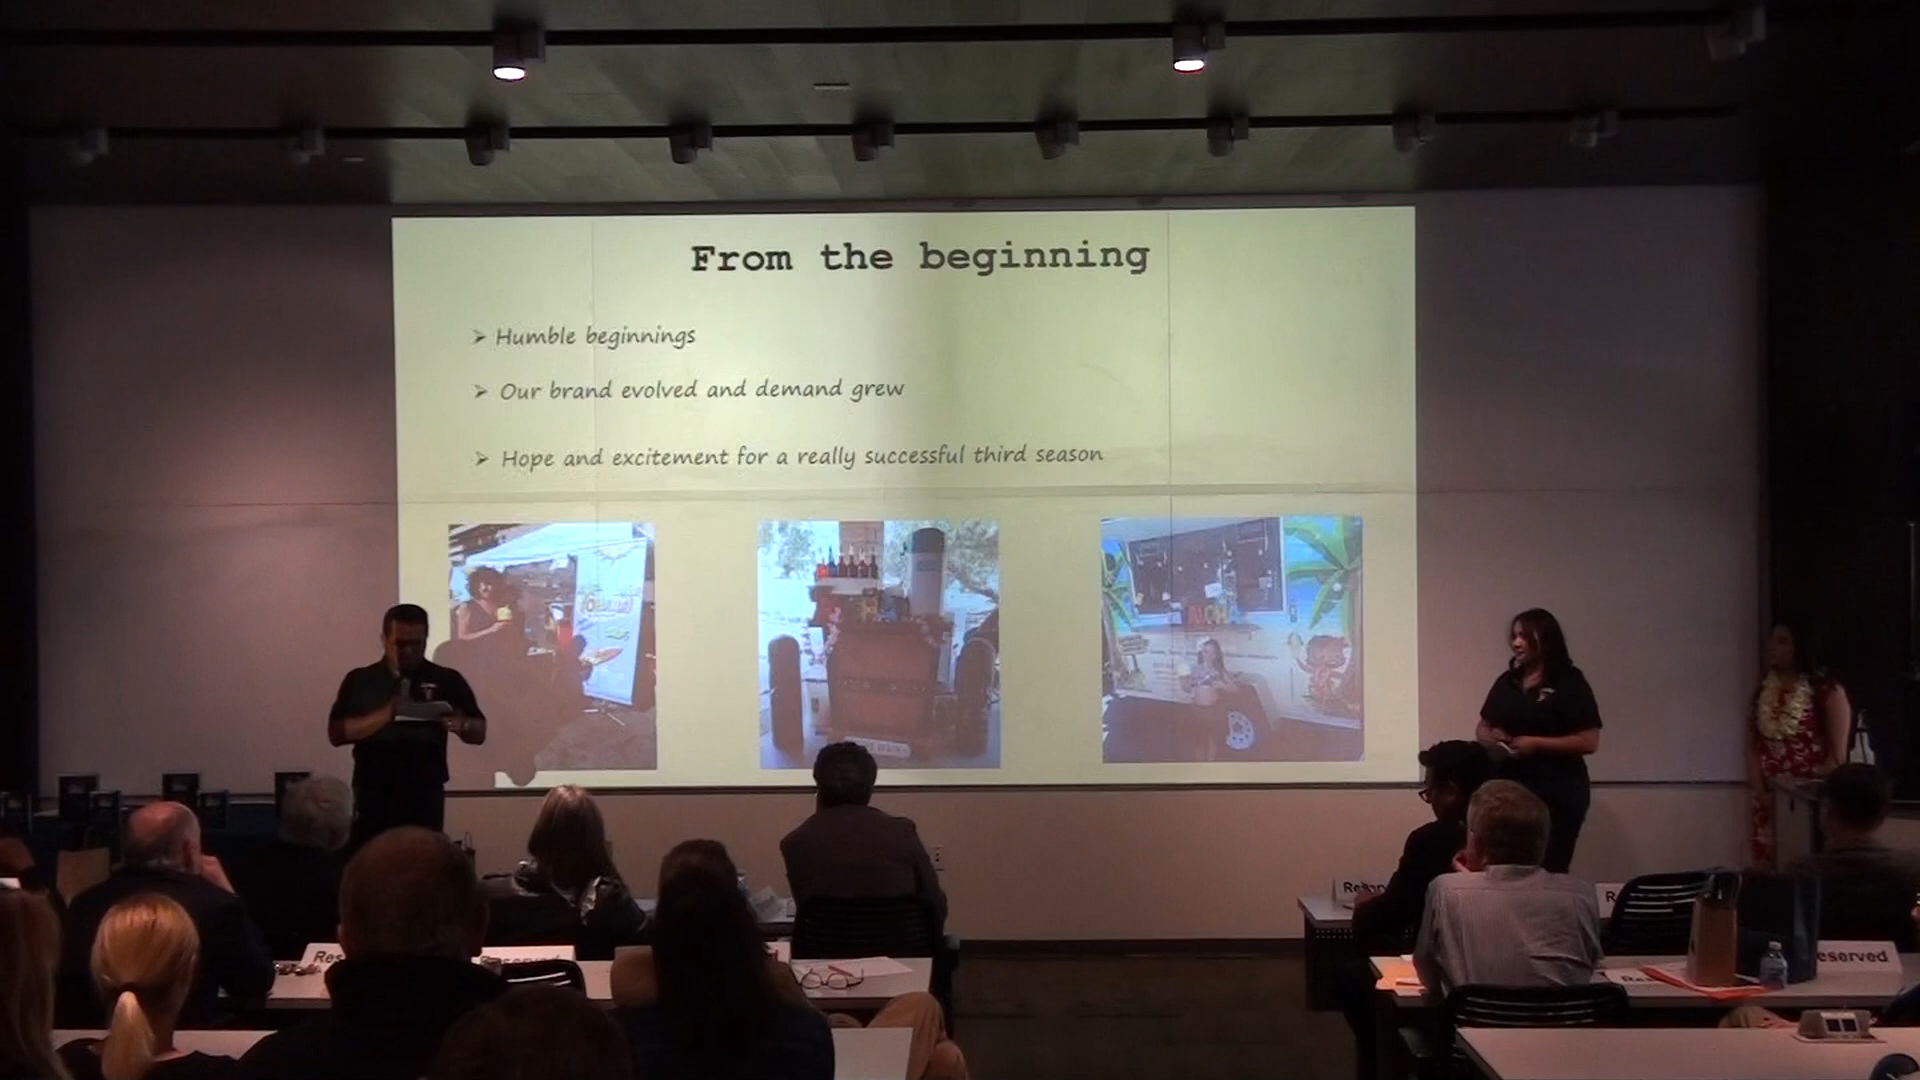 From the beginning
➢ Humble beginnings
➢ Our brand evolved and demand grew
➢ Hope and excitement for a really successful third season
Reserved
eserved